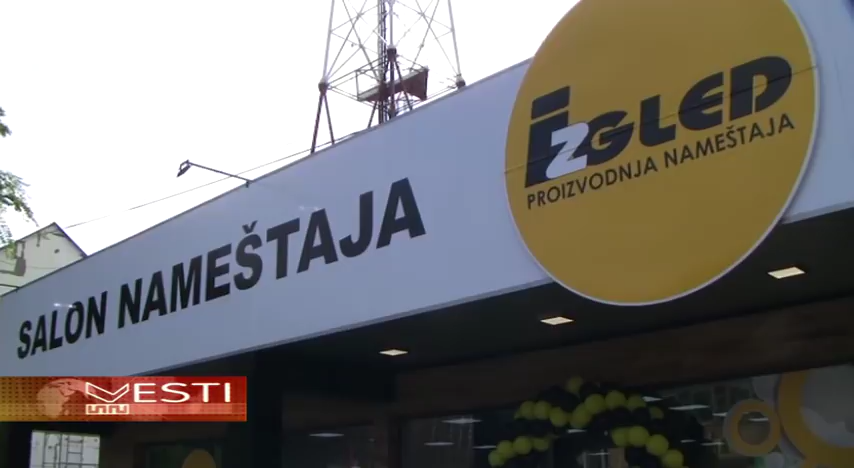 IZGLED
PROIZVODNJA NAMEŠTAJA
SALON NAMEŠTAJA
VESTI